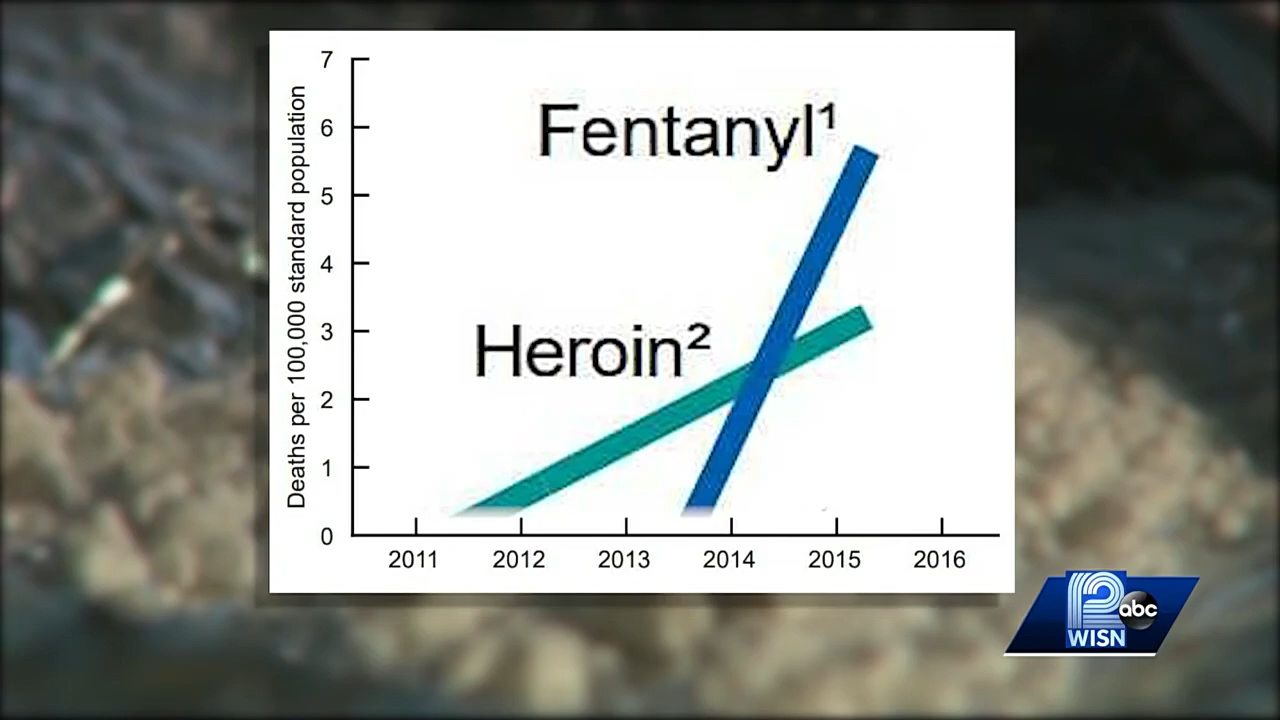 7
Fentanyl¹
6
5
4
Heroin²
3
2
1
0
Deaths per 100,000 standard population
2011 2012 2013 2014 2015 2016
12 abc
WISN